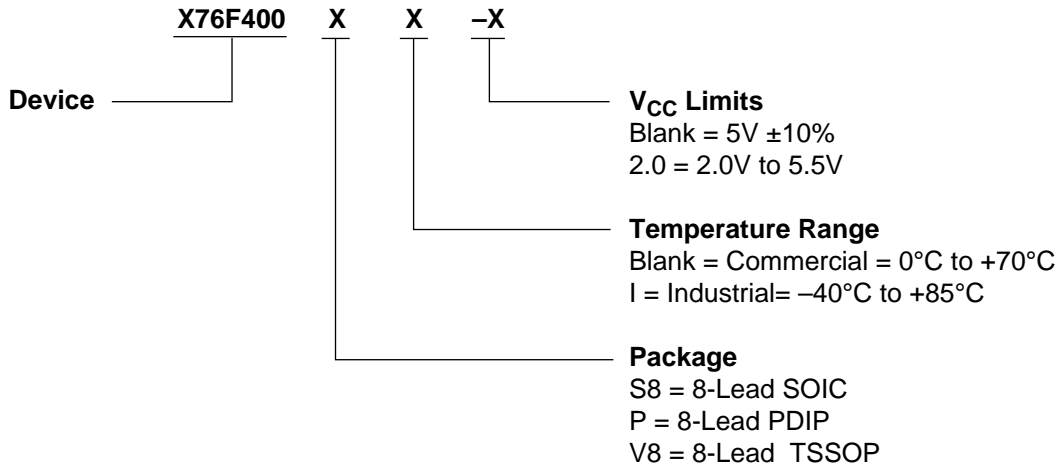 X76F400 X X –X
Device
VCC Limits
Blank = 5V ±10%
2.0 = 2.0V to 5.5V
Temperature Range
Blank = Commercial = 0°C to +70°C
I = Industrial= –40°C to +85°C
Package
S8 = 8-Lead SOIC
P = 8-Lead PDIP
V8 = 8-Lead TSSOP